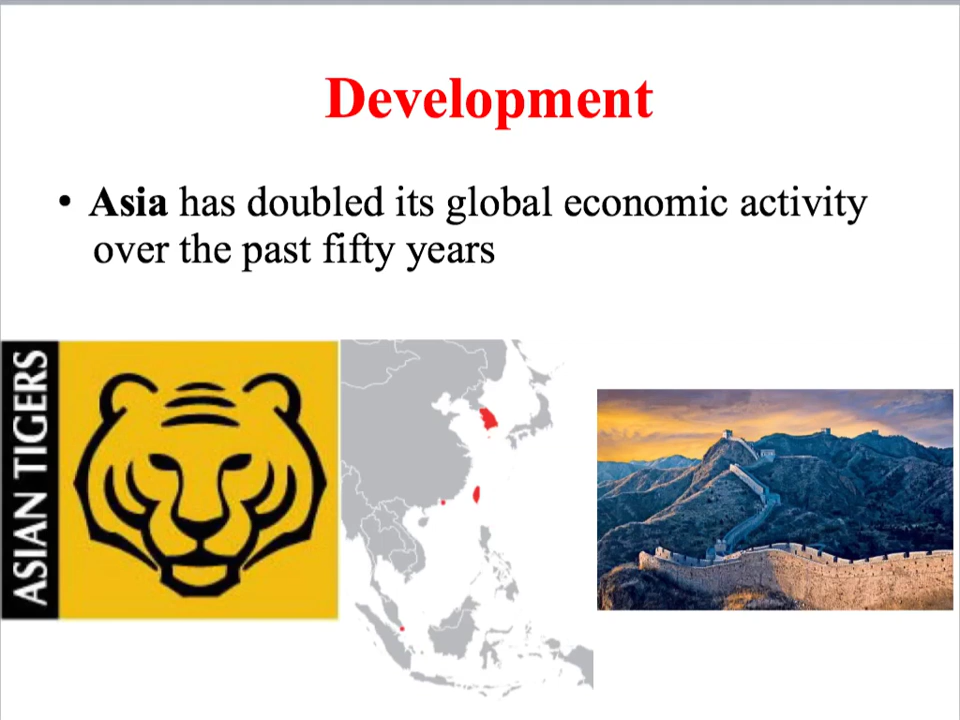 Development
• Asia has doubled its global economic activity
over the past fifty years
ASIAN TIGERS